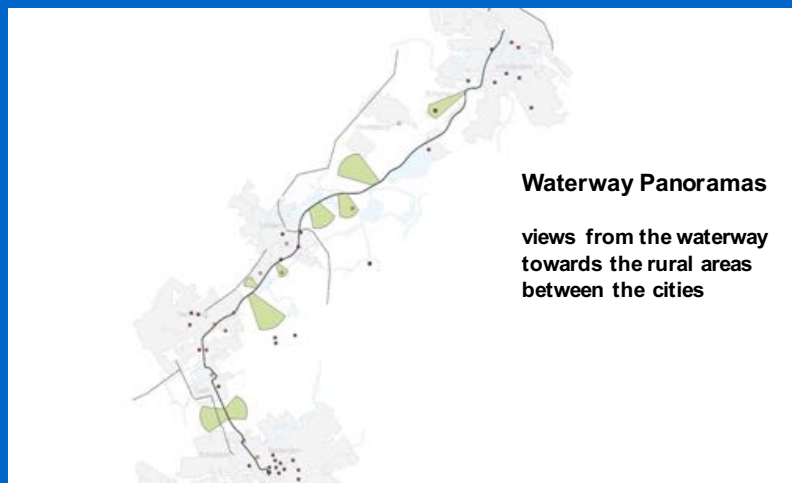 Waterway Panoramas
views from the waterway
towards the rural areas
between the cities